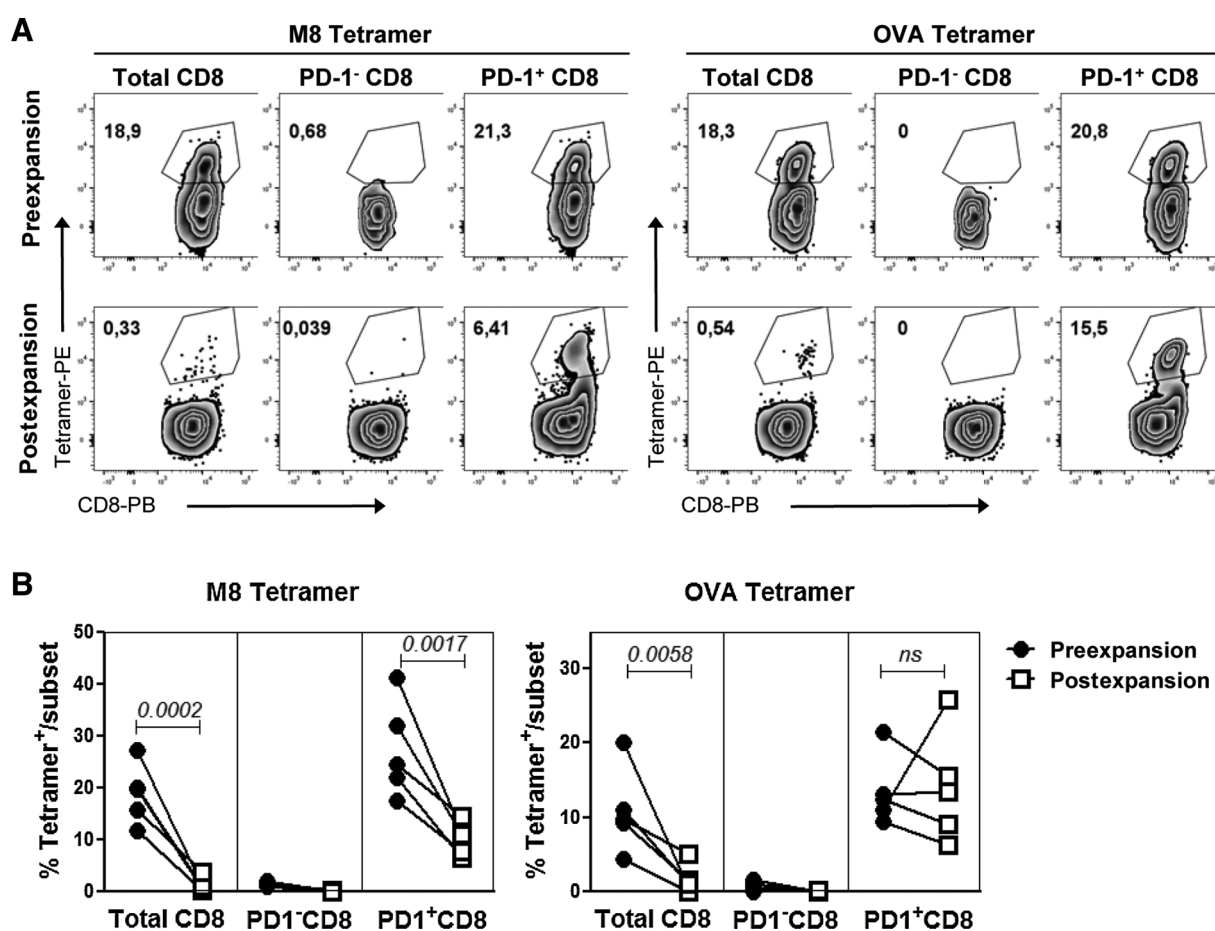 A
M8 Tetramer
OVA Tetramer
Total CD8
PD-1⁻ CD8
PD-1⁺ CD8
Total CD8
PD-1⁻ CD8
PD-1⁺ CD8
Preexpansion
18,9
0,68
21,3
18,3
0
20,8
Postexpansion
0,33
0,039
6,41
0,54
0
15,5
Tetramer-PE
Tetramer-PE
CD8-PB
CD8-PB
B
M8 Tetramer
OVA Tetramer
% Tetramer⁺/subset
50
40
30
20
10
0
0.0002
0.0017
Total CD8
PD1⁻CD8
PD1⁺CD8
% Tetramer⁺/subset
30
20
10
0
0.0058
ns
Total CD8
PD1⁻CD8
PD1⁺CD8
Preexpansion
Postexpansion